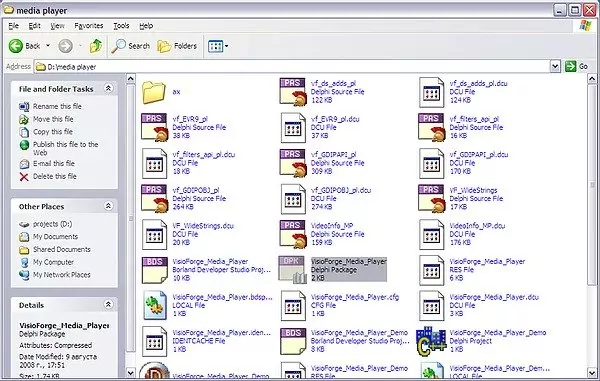 media player
File Edit View Favorites Tools Help
Back Search Folders
Address D:\media player Go
File and Folder Tasks
Rename this file
Move this file
Copy this file
Publish this file to the
Web
E-mail this file
Delete this file
Other Places
projects (D:)
My Documents
Shared Documents
My Computer
My Network Places
Details
VisioForge_Media_Player
Delphi Package
Attributes: Compressed
Date Modified: 9 августа
2008 г., 17:51
Size: 1,74 KB
ax
PAS
vf_ds_adds_pl
Delphi Source File
122 KB
vf_ds_adds_pl.dcu
DCU File
124 KB
PAS
vf_EVR9_pl
Delphi Source File
16 KB
vf_EVR9_pl.dcu
DCU File
37 KB
PAS
vf_filters_api_pl
Delphi Source File
16 KB
vf_filters_api_pl.dcu
DCU File
18 KB
PAS
vf_GDIPAPI_pl
Delphi Source File
309 KB
vf_GDIPAPI_pl.dcu
DCU File
170 KB
PAS
vf_GDIPOBJ_pl
Delphi Source File
264 KB
vf_GDIPOBJ_pl.dcu
DCU File
274 KB
PAS
VF_WideStrings
Delphi Source File
17 KB
VF_WideStrings.dcu
DCU File
20 KB
PAS
VideoInfo_MP
Delphi Source File
159 KB
VideoInfo_MP.dcu
DCU File
176 KB
BDS
VisioForge_Media_Player
Borland Developer Studio Proj...
10 KB
DPK
VisioForge_Media_Player
Delphi Package
2 KB
VisioForge_Media_Player
RES File
6 KB
VisioForge_Media_Player.bdsp...
LOCAL File
1 KB
VisioForge_Media_Player.cfg
CFG File
1 KB
VisioForge_Media_Player.dcu
DCU File
3 KB
VisioForge_Media_Player.iden...
IDENTCACHE File
1 KB
BDS
VisioForge_Media_Player_Demo
Borland Developer Studio Proj...
8 KB
VisioForge_Media_Player_Demo
Delphi Project
1 KB
VisioForge_Media_Player_Demo
VisioForge_Media_Player_Demo
RES File
VisioForge_Media_Player_Demo....
LOCAL File